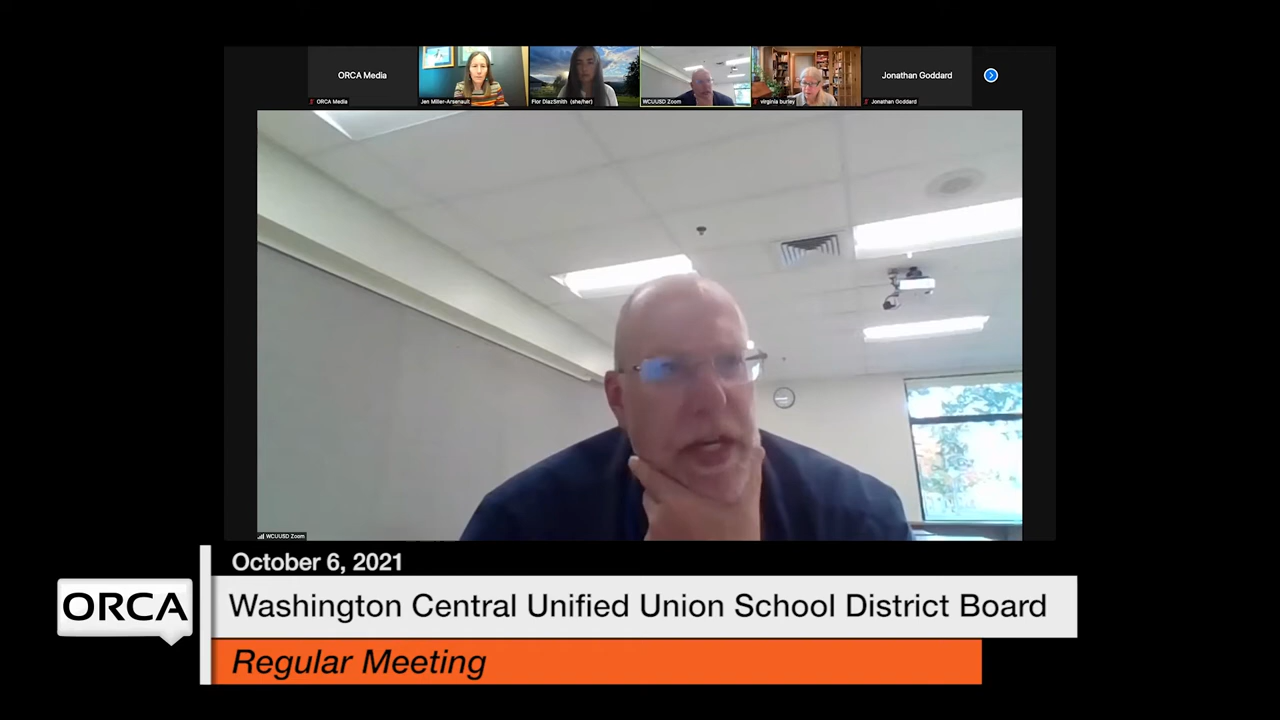 ORCA Media
Jonathan Goddard
ORCA Media
Jen Miller-Arsenault
Flor DiazSmith (she/her)
WCUUSD Zoom
virginia burley
Jonathan Goddard
WCUUSD Zoom
October 6, 2021
ORCA
Washington Central Unified Union School District Board
Regular Meeting